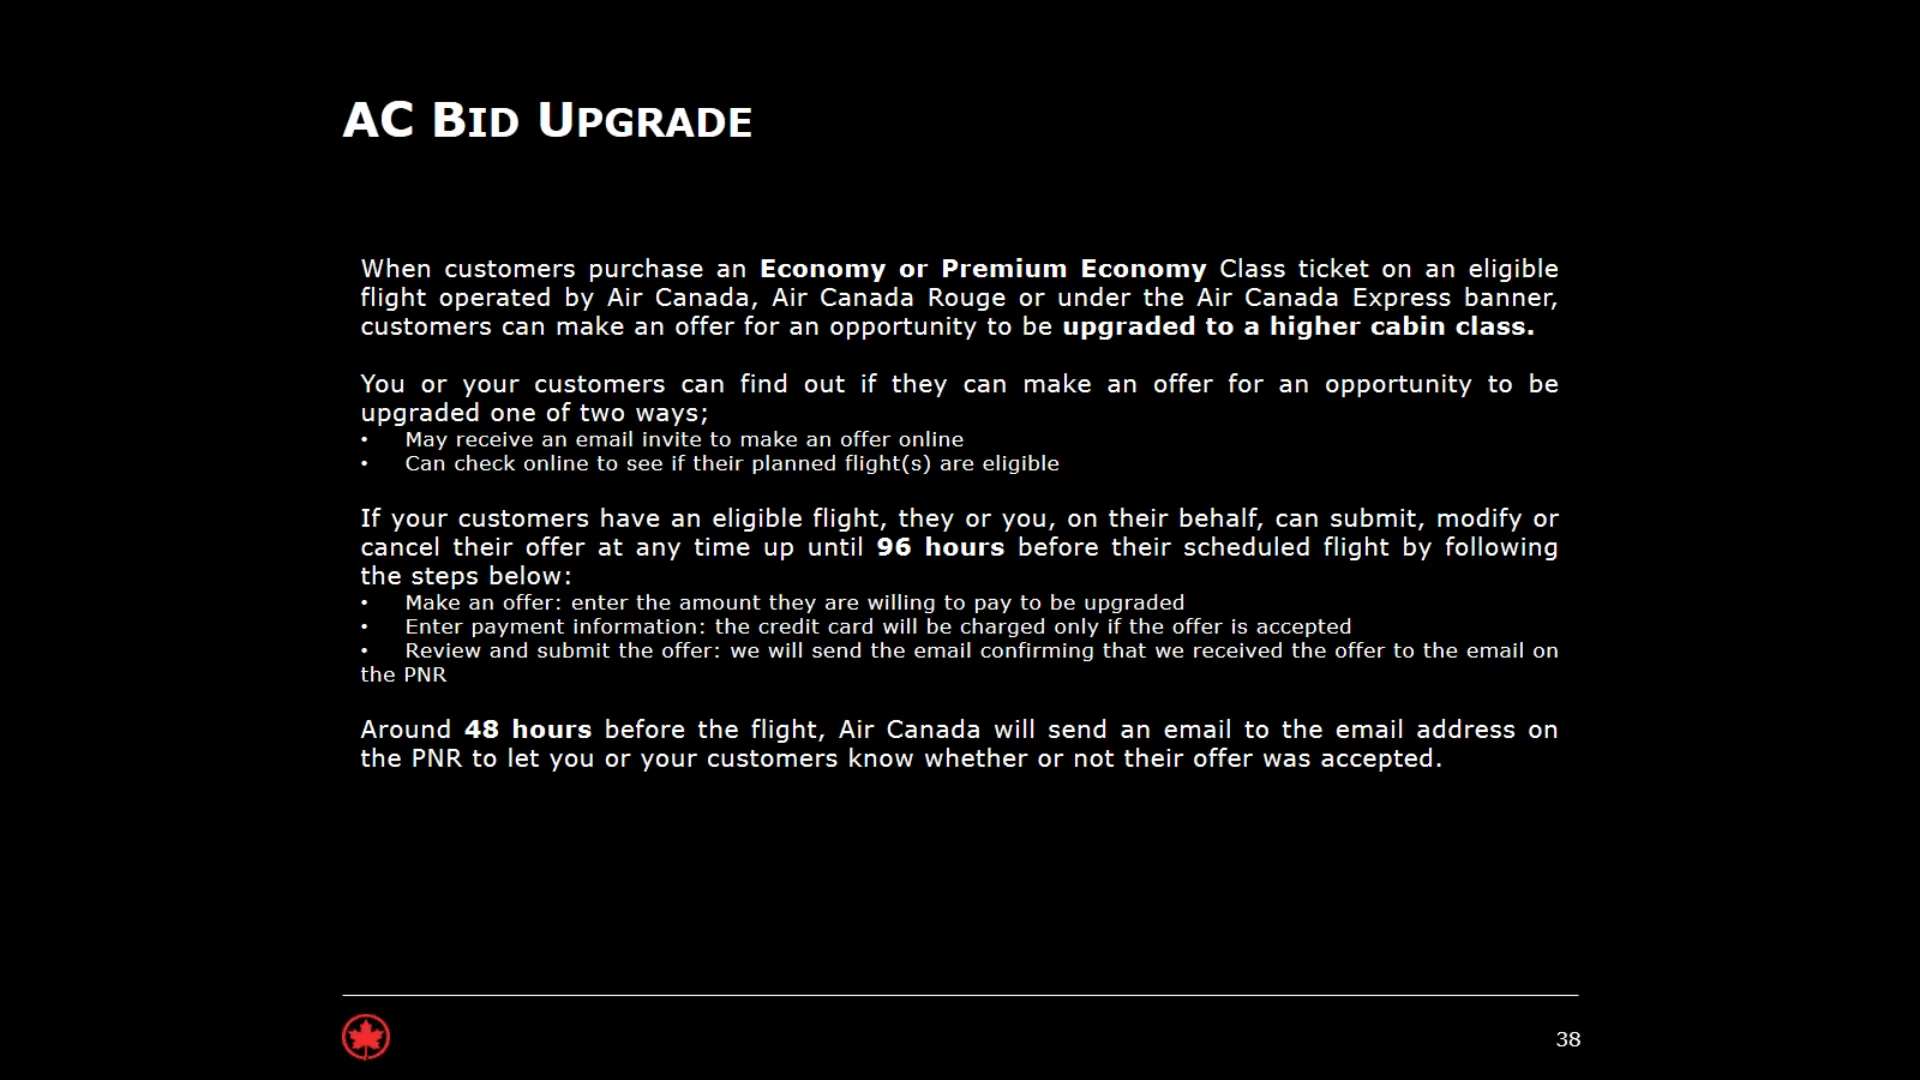 AC BID UPGRADE
When customers purchase an Economy or Premium Economy Class ticket on an eligible
flight operated by Air Canada, Air Canada Rouge or under the Air Canada Express banner,
customers can make an offer for an opportunity to be upgraded to a higher cabin class.
You or your customers can find out if they can make an offer for an opportunity to be
upgraded one of two ways;
• May receive an email invite to make an offer online
• Can check online to see if their planned flight(s) are eligible
If your customers have an eligible flight, they or you, on their behalf, can submit, modify or
cancel their offer at any time up until 96 hours before their scheduled flight by following
the steps below:
• Make an offer: enter the amount they are willing to pay to be upgraded
• Enter payment information: the credit card will be charged only if the offer is accepted
• Review and submit the offer: we will send the email confirming that we received the offer to the email on
the PNR
Around 48 hours before the flight, Air Canada will send an email to the email address on
the PNR to let you or your customers know whether or not their offer was accepted.
38